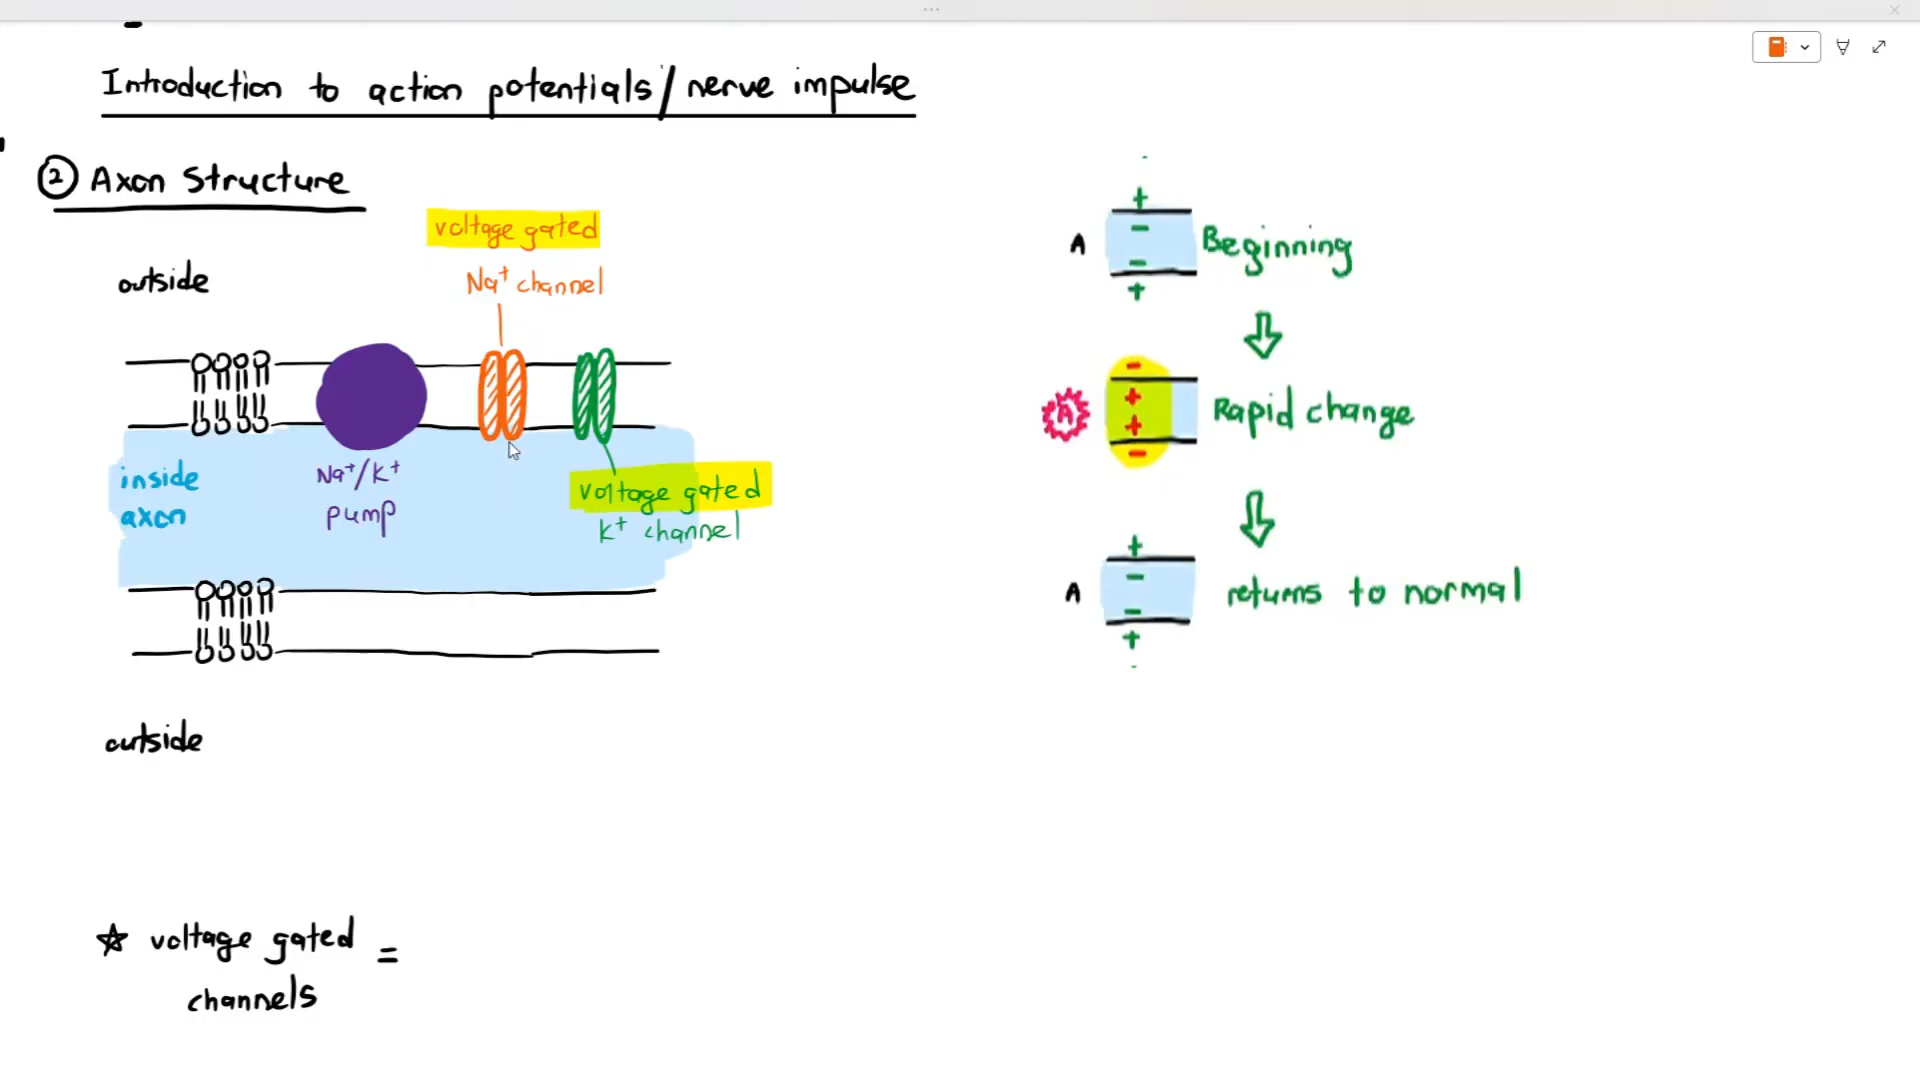 Introduction to action potentials/nerve impulse
② Axon Structure
voltage gated
Na⁺ channel
outside
inside
axon
Na⁺/K⁺
pump
voltage gated
K⁺ channel
outside
☆ voltage gated =
channels
+
A
-
Beginning
-
+
-
A
+
Rapid change
+
-
+
A
-
returns to normal
-
+